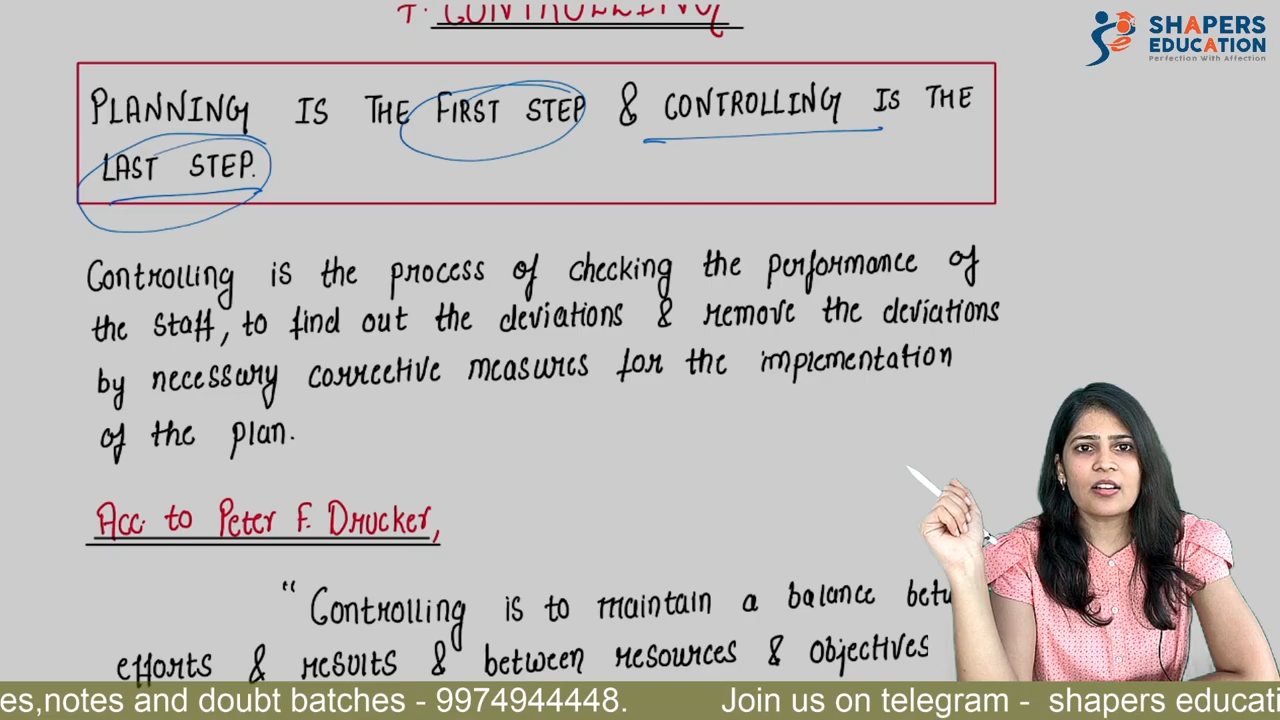 7. CONTROLLING
SHAPERS
EDUCATION
Perfection With Affection
PLANNING IS THE FIRST STEP & CONTROLLING IS THE
LAST STEP.
Controlling is the process of checking the performance of
the staff, to find out the deviations & remove the deviations
by necessary corrective measures for the implementation
of the plan.
Acc. to Peter F. Drucker,
"Controlling is to maintain a balance betw
efforts & results & between resources & objectives
es,notes and doubt batches - 9974944448. Join us on telegram - shapers educati